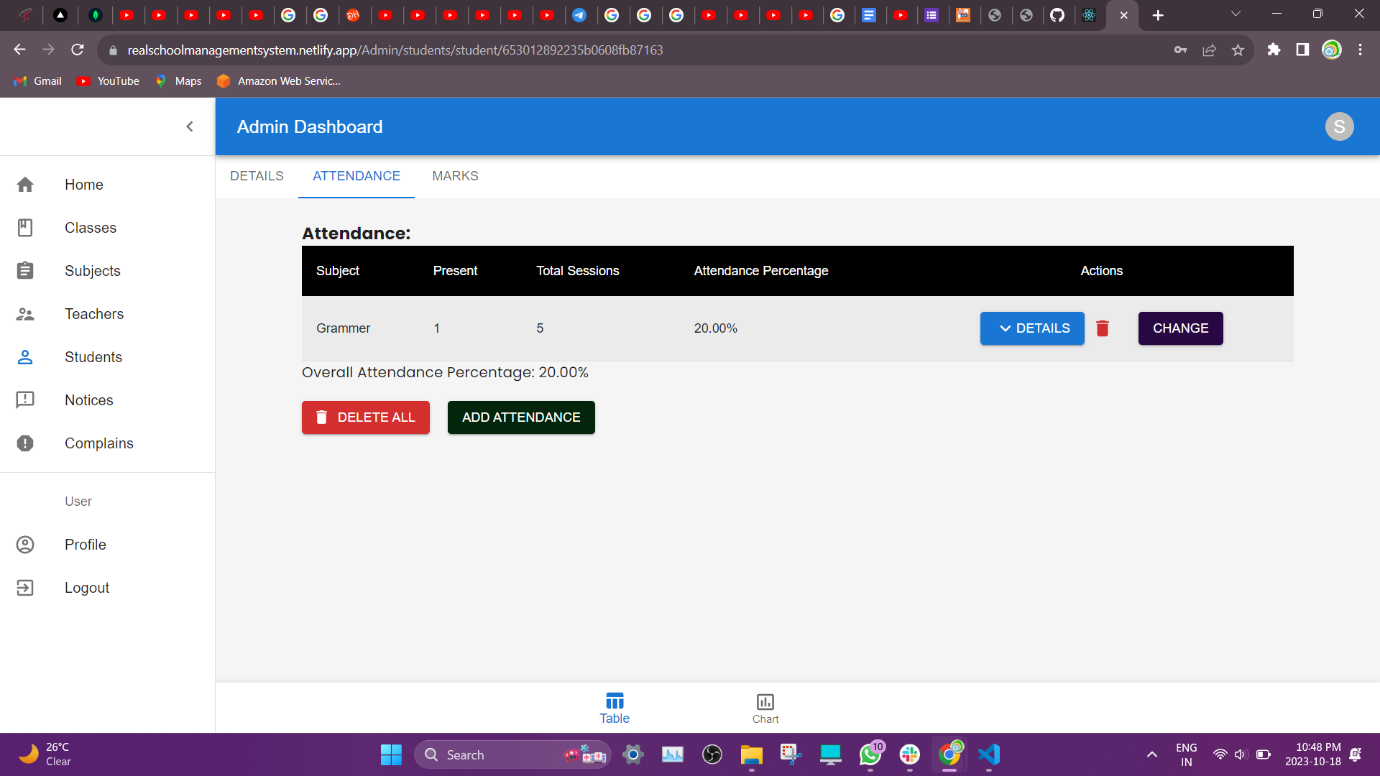 realschoolmanagementsystem.netlify.app/Admin/students/student/653012892235b0608fb87163
Gmail YouTube Maps Amazon Web Servic...
Admin Dashboard S
DETAILS ATTENDANCE MARKS
Home
Classes
Subjects
Teachers
Students
Notices
Complains
User
Profile
Logout
Attendance:
Subject Present Total Sessions Attendance Percentage Actions
Grammer 1 5 20.00% DETAILS CHANGE
Overall Attendance Percentage: 20.00%
DELETE ALL ADD ATTENDANCE
Table Chart
26°C
Clear
Search
10
ENG
IN
10:48 PM
2023-10-18